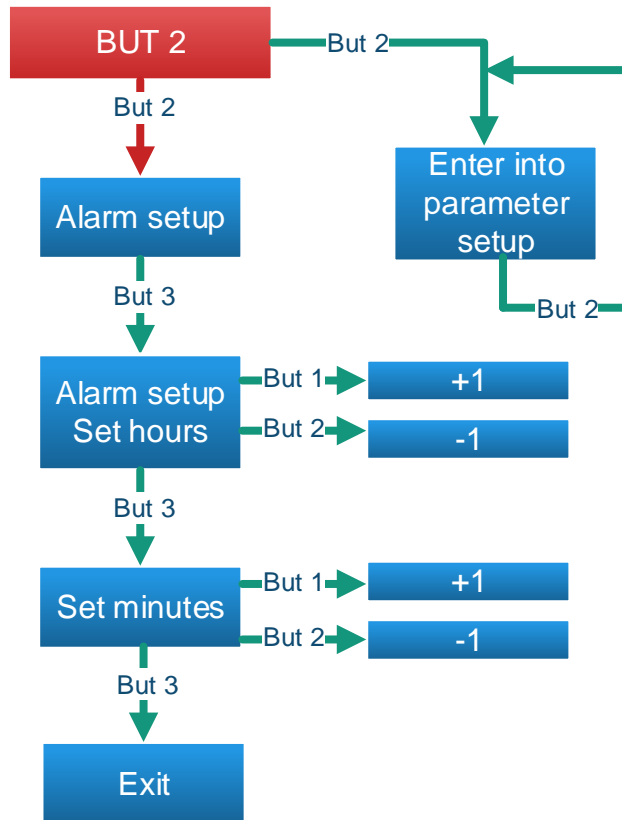 BUT 2
But 2
But 2
Alarm setup
Enter into
parameter
setup
But 3
But 2
Alarm setup
Set hours
But 1
+1
But 2
-1
But 3
Set minutes
But 1
+1
But 2
-1
But 3
Exit